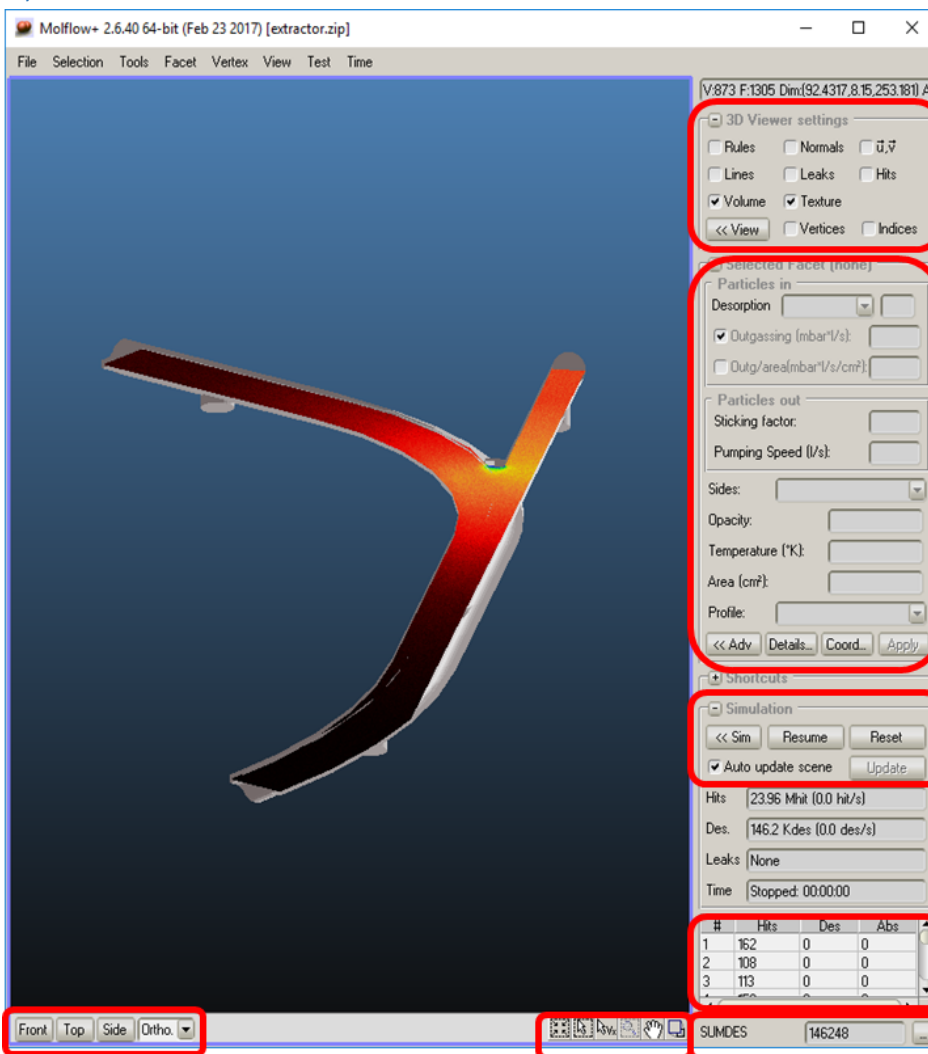 Molflow+ 2.6.40 64-bit (Feb 23 2017) [extractor.zip]
File Selection Tools Facet Vertex View Test Time
V:873 F:1305 Dim:(92.4317,8.15,253.181) A
3D Viewer settings
Rules Normals ū,v̄
Lines Leaks Hits
Volume Texture
<< View Vertices Indices
Selected Facet (none)
Particles in
Desorption
Outgassing (mbar*l/s):
Outg/area(mbar*l/s/cm²):
Particles out
Sticking factor:
Pumping Speed (l/s):
Sides:
Opacity:
Temperature (°K):
Area (cm²):
Profile:
<< Adv Details... Coord... Apply
Shortcuts
Simulation
<< Sim Resume Reset
Auto update scene Update
Hits 23.96 Mhit (0.0 hit/s)
Des. 146.2 Kdes (0.0 des/s)
Leaks None
Time Stopped: 00:00:00
# Hits Des Abs
1 162 0 0
2 108 0 0
3 113 0 0
Front Top Side Ortho. Vx SUMDES 146248 ...